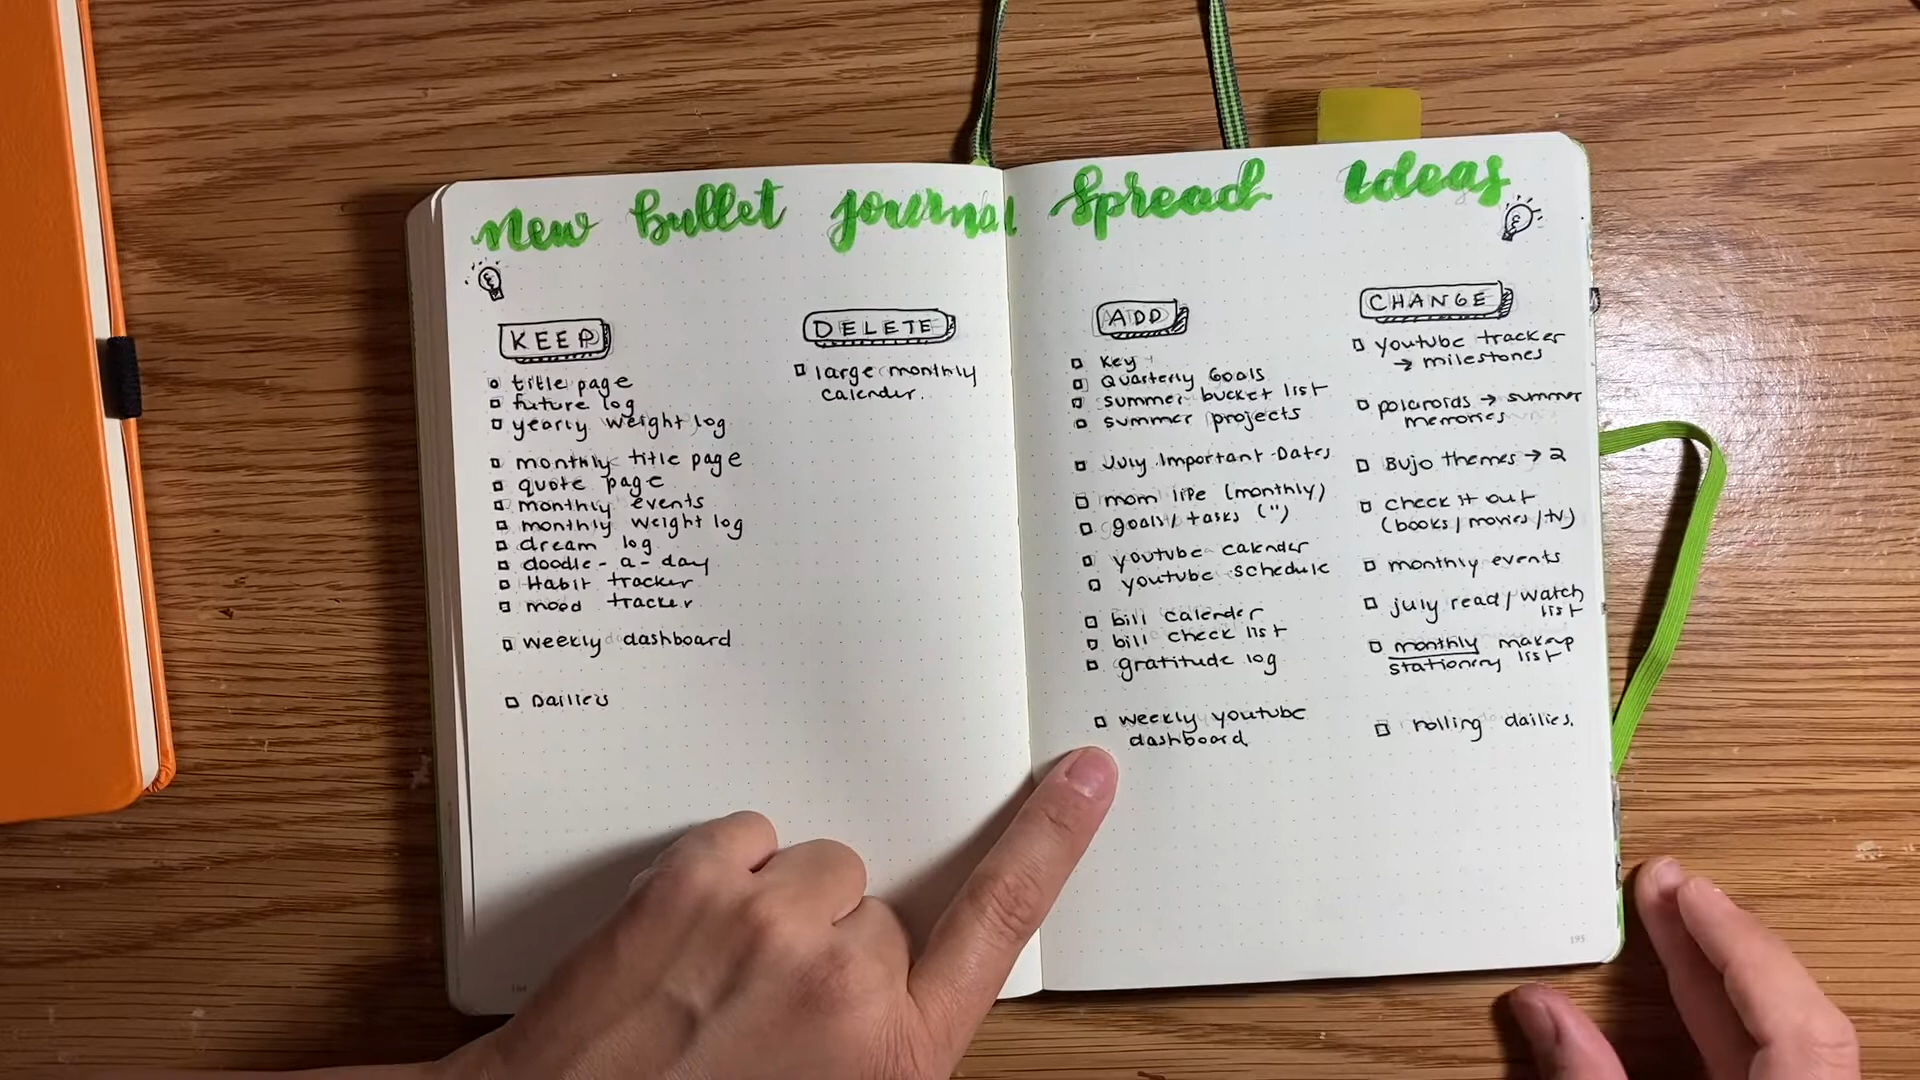 New bullet journal Spread Ideas
KEEP
title page
future log
yearly weight log
monthly title page
quote page
monthly events
monthly weight log
dream log
doodle-a-day
Habit tracker
mood tracker
weekly dashboard
Dailies
DELETE
large monthly
calender.
ADD
Key
Quarterly Goals
summer bucket list
summer projects
July Important Dates
mom life (monthly)
goals/tasks (")
youtube calender
youtube schedule
bill calender
bill check list
gratitude log
weekly youtube
dashboard
CHANGE
youtube tracker
→ milestones
polaroids → summer
memories
Bujo themes → 2
check it out
(books/movies/tv)
monthly events
july read/watch
list
monthly makeup
stationery list
rolling dailies.
195